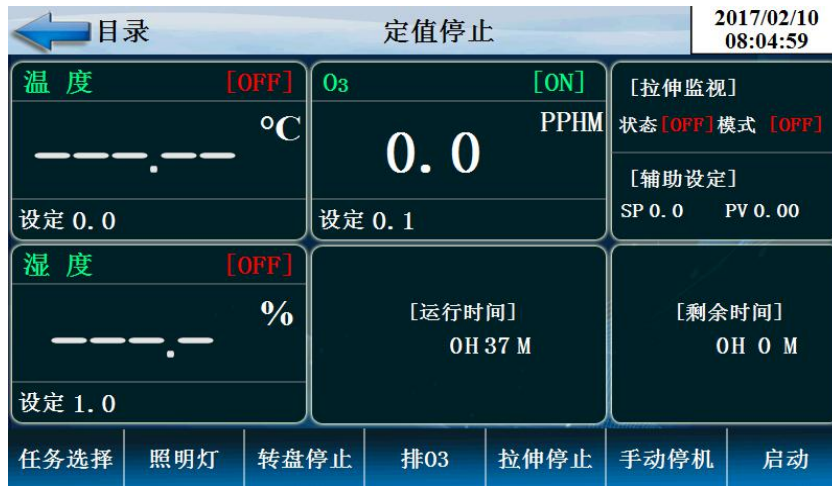 目录
定值停止
2017/02/10
08:04:59
温 度 [OFF]
℃
---.--
设定 0.0
O3 [ON]
PPHM
0.0
设定 0.1
[拉伸监视]
状态[OFF]模式 [OFF]
[辅助设定]
SP 0.0 PV 0.00
湿 度 [OFF]
%
---.-
设定 1.0
[运行时间]
0H 37 M
[剩余时间]
0H 0 M
任务选择
照明灯
转盘停止
排O3
拉伸停止
手动停机
启动